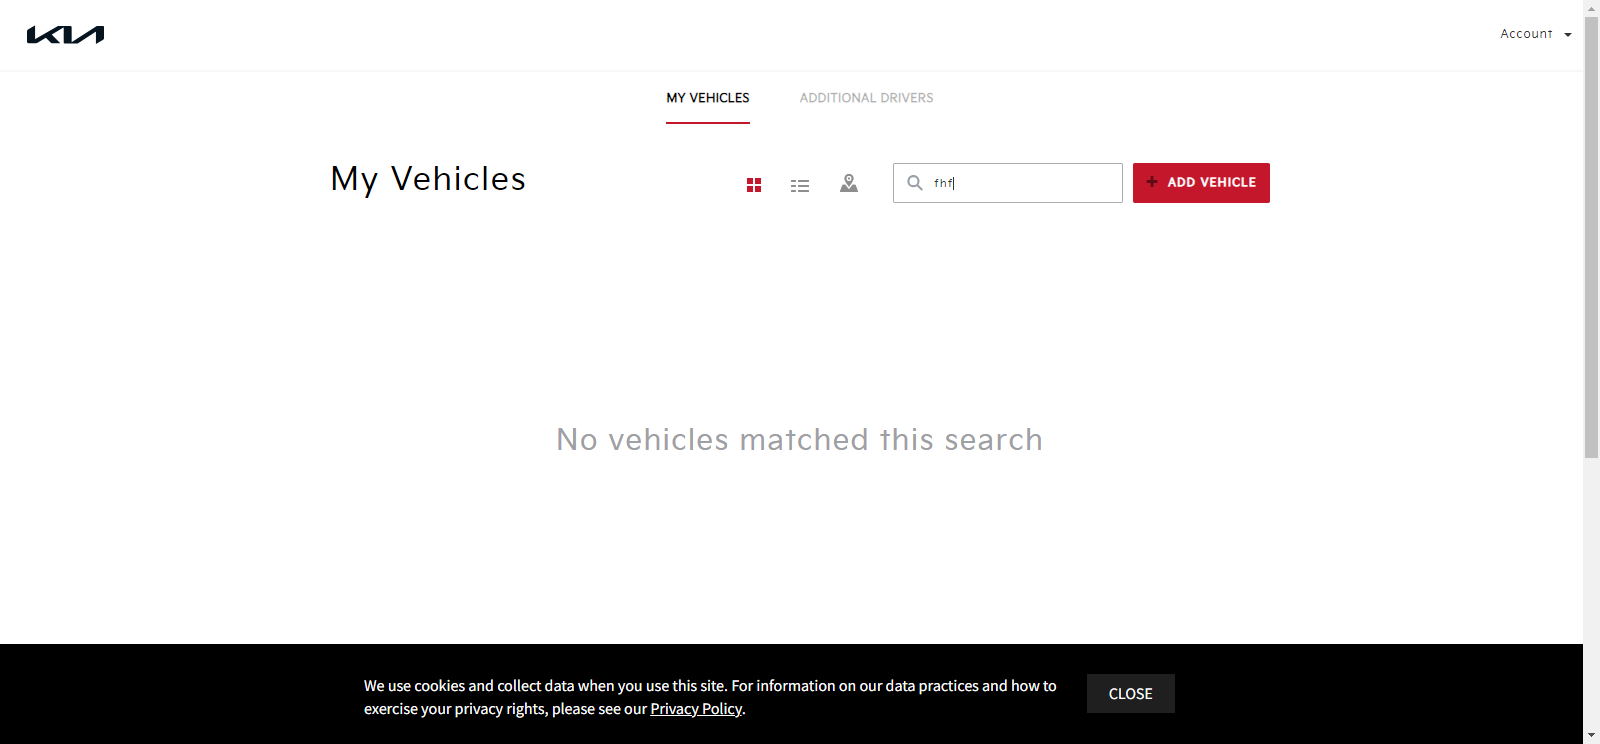 KIA
Account
MY VEHICLES
ADDITIONAL DRIVERS
My Vehicles
fhf
+ ADD VEHICLE
No vehicles matched this search
We use cookies and collect data when you use this site. For information on our data practices and how to
exercise your privacy rights, please see our Privacy Policy.
CLOSE